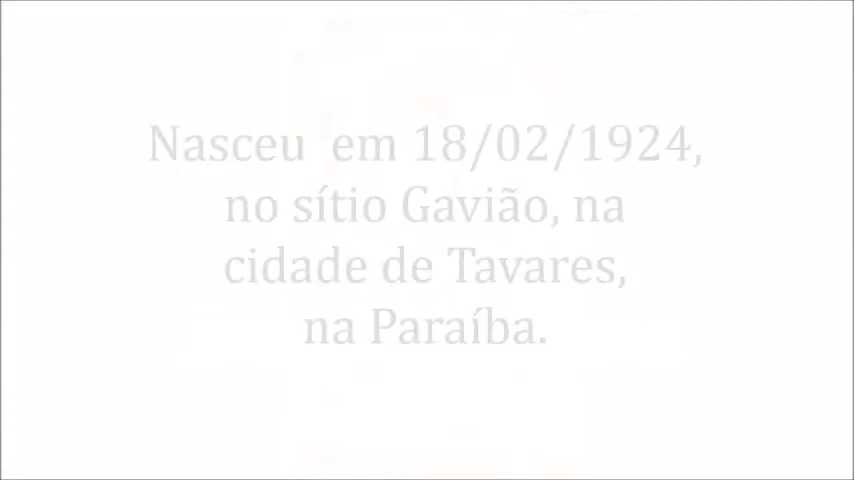 Nasceu  em 18/02/1924,
no sítio Gavião, na
cidade de Tavares,
na Paraíba.